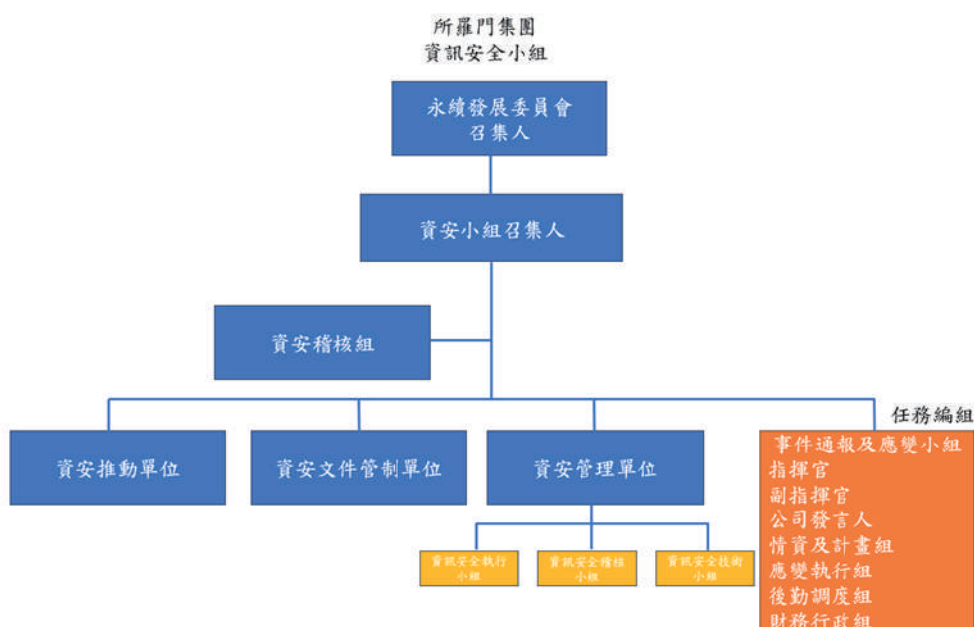 所羅門集團
資訊安全小組
永續發展委員會
召集人
資安小組召集人
資安稽核組
任務編組
資安推動單位
資安文件管制單位
資安管理單位
事件通報及應變小組
指揮官
副指揮官
公司發言人
情資及計畫組
應變執行組
後勤調度組
財務行政組
資訊安全執行
小組
資訊安全稽核
小組
資訊安全技術
小組